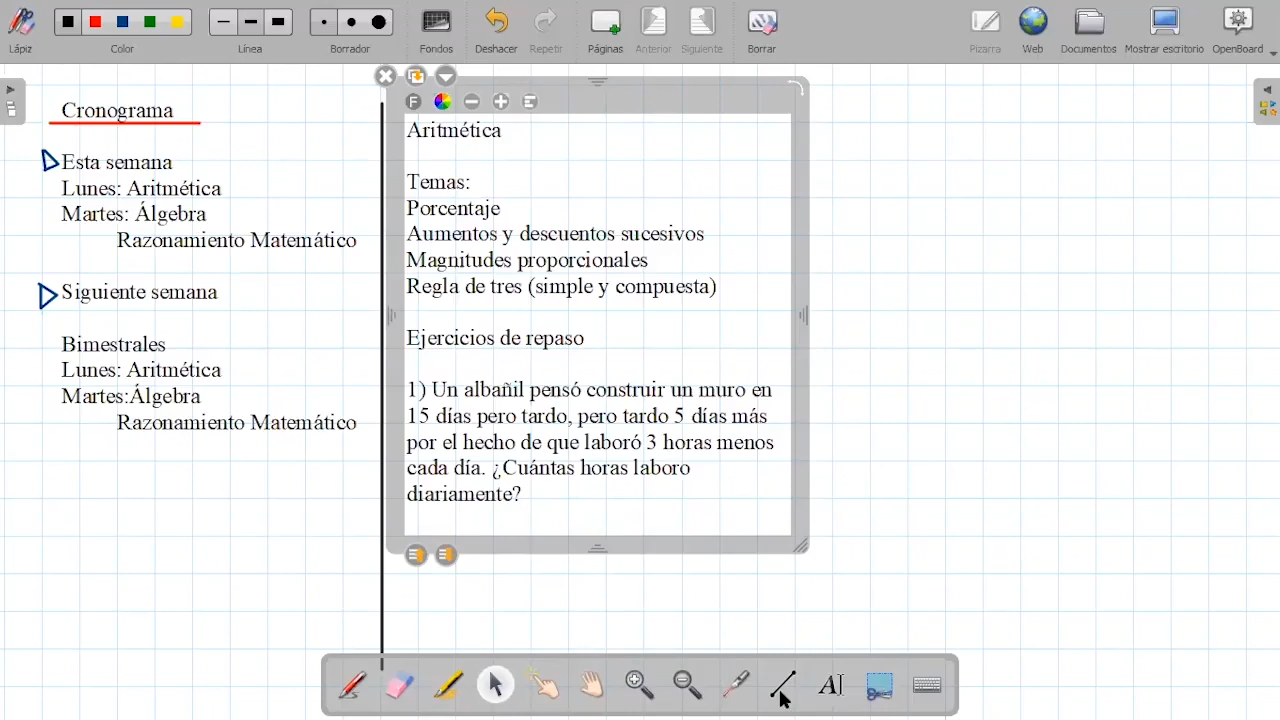 Lápiz
Color
Línea
Borrador
Fondos
Deshacer
Repetir
Páginas
Anterior
Siguiente
Borrar
Pizarra
Web
Documentos
Mostrar escritorio
OpenBoard
Cronograma
Esta semana
Lunes: Aritmética
Martes: Álgebra
Razonamiento Matemático
Siguiente semana
Bimestrales
Lunes: Aritmética
Martes:Álgebra
Razonamiento Matemático
F
Aritmética
Temas:
Porcentaje
Aumentos y descuentos sucesivos
Magnitudes proporcionales
Regla de tres (simple y compuesta)
Ejercicios de repaso
1) Un albañil pensó construir un muro en
15 días pero tardo, pero tardo 5 días más
por el hecho de que laboró 3 horas menos
cada día. ¿Cuántas horas laboro
diariamente?
AI